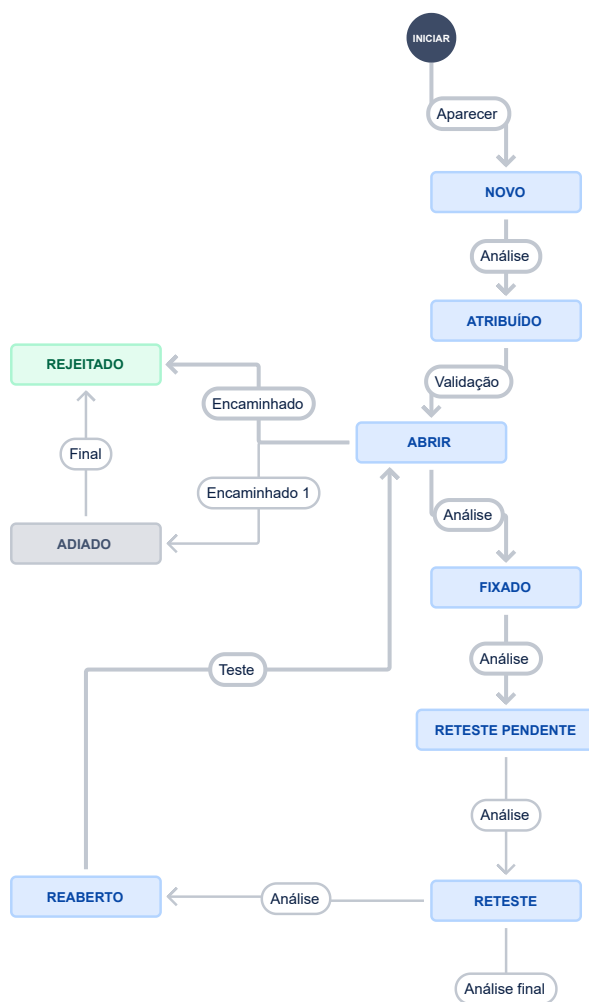 INICIAR
Aparecer
NOVO
Análise
ATRIBUÍDO
Validação
REJEITADO
Encaminhado
ABRIR
Final
Encaminhado 1
Análise
ADIADO
FIXADO
Teste
Análise
RETESTE PENDENTE
Análise
REABERTO
Análise
RETESTE
Análise final